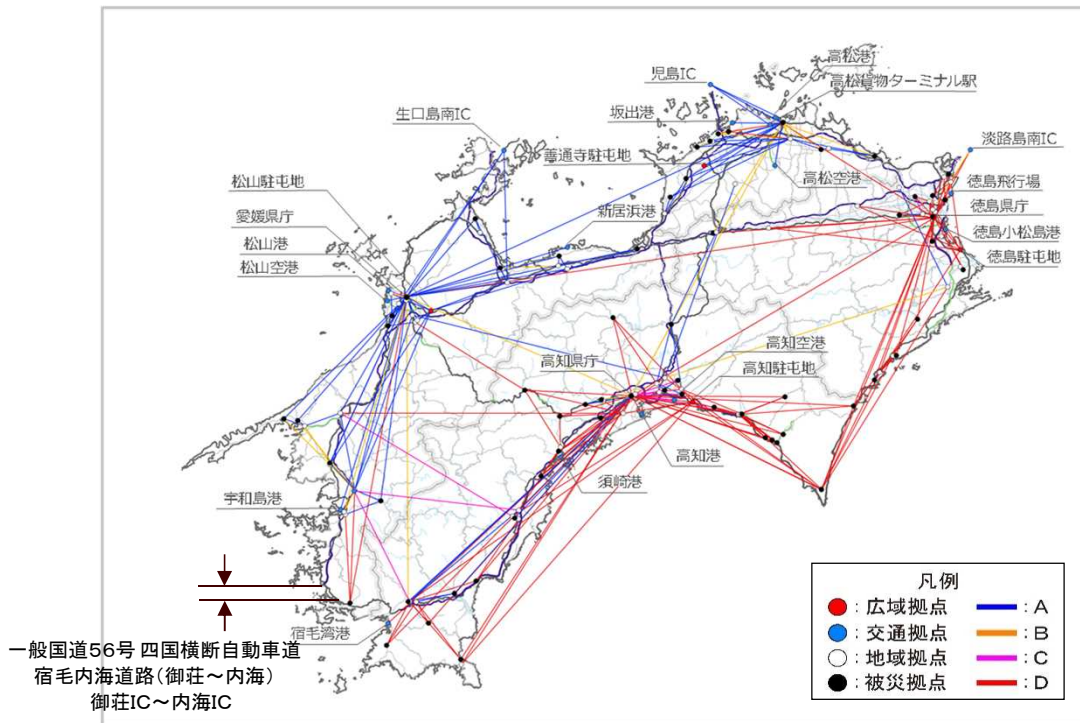 高松港
児島IC
高松貨物ターミナル駅
坂出港
生口島南IC
淡路島南IC
善通寺駐屯地
松山駐屯地
高松空港
徳島飛行場
愛媛県庁
新居浜港
徳島県庁
松山港
徳島小松島港
松山空港
徳島駐屯地
高知空港
高知県庁
高知駐屯地
高知港
須崎港
宇和島港
宿毛湾港
一般国道56号 四国横断自動車道
宿毛内海道路(御荘~内海)
御荘IC~内海IC
凡例
:広域拠点 :A
:交通拠点 :B
:地域拠点 :C
:被災拠点 :D